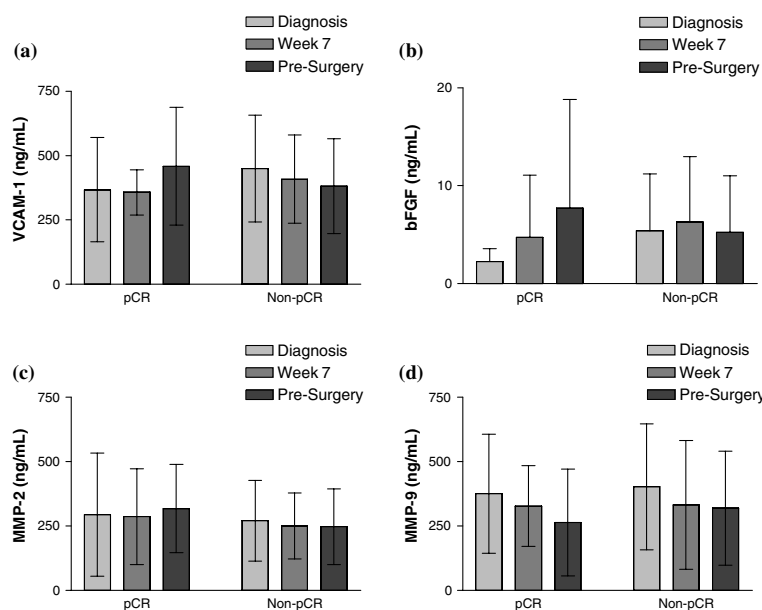 (a)
Diagnosis
Week 7
Pre-Surgery
VCAM-1 (ng/mL)
750
500
250
0
pCR
Non-pCR
(b)
Diagnosis
Week 7
Pre-Surgery
bFGF (ng/mL)
20
10
0
pCR
Non-pCR
(c)
Diagnosis
Week 7
Pre-Surgery
MMP-2 (ng/mL)
750
500
250
0
pCR
Non-pCR
(d)
Diagnosis
Week 7
Pre-Surgery
MMP-9 (ng/mL)
750
500
250
0
pCR
Non-pCR